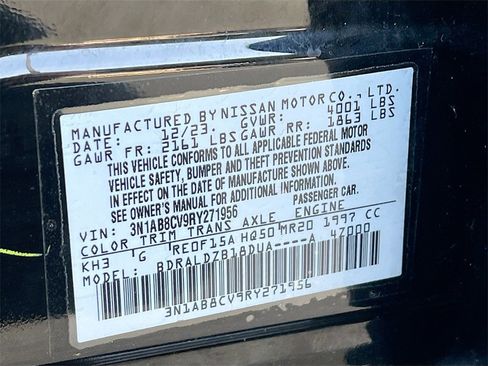 MANUFACTURED BY NISSAN MOTOR CO., LTD.
DATE: 12/23. GVWR: 4001 LBS
GAWR FR: 2161 LBS GAWR RR: 1863 LBS
THIS VEHICLE CONFORMS TO ALL APPLICABLE FEDERAL MOTOR
VEHICLE SAFETY, BUMPER AND THEFT PREVENTION STANDARDS
IN EFFECT ON THE DATE OF MANUFACTURE SHOWN ABOVE.
SEE OWNER'S MANUAL FOR ADDITIONAL INFORMATION.
VIN: 3N1AB8CV9RY271956 PASSENGER CAR.
COLOR TRIM TRANS AXLE ENGINE
KH3 G RE0F15A HQ50 MR20 1997 CC
MODEL: BDRALDZB18DUA-----A 47000
3N1AB8CV9RY271956